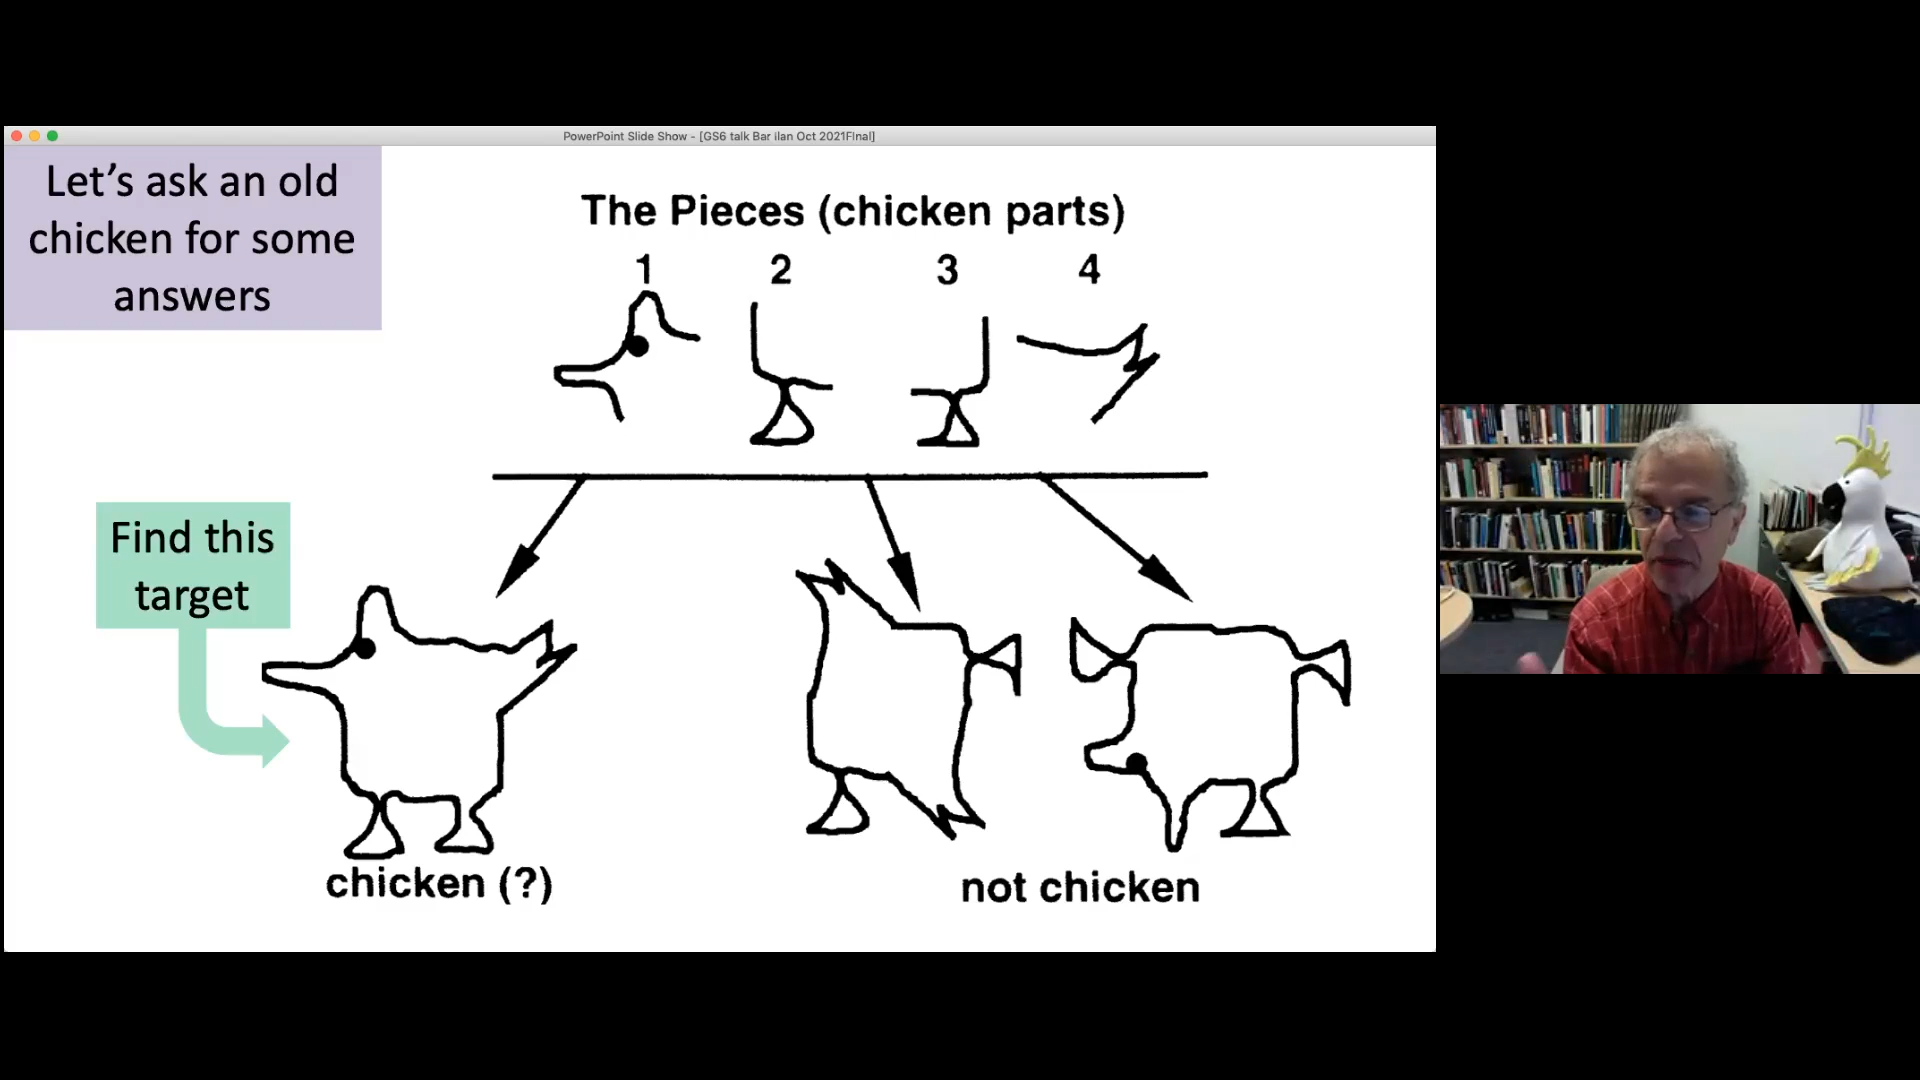 PowerPoint Slide Show - [GS6 talk Bar ilan Oct 2021FInal]
Let's ask an old
chicken for some
answers
The Pieces (chicken parts)
1 2 3 4
Find this
target
chicken (?)
not chicken